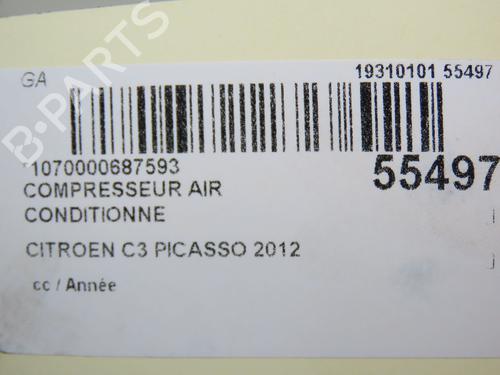 GA
19310101 55497
*1070000687593
55497
COMPRESSEUR AIR
CONDITIONNE
CITROEN C3 PICASSO 2012
cc / Année
B-PARTS